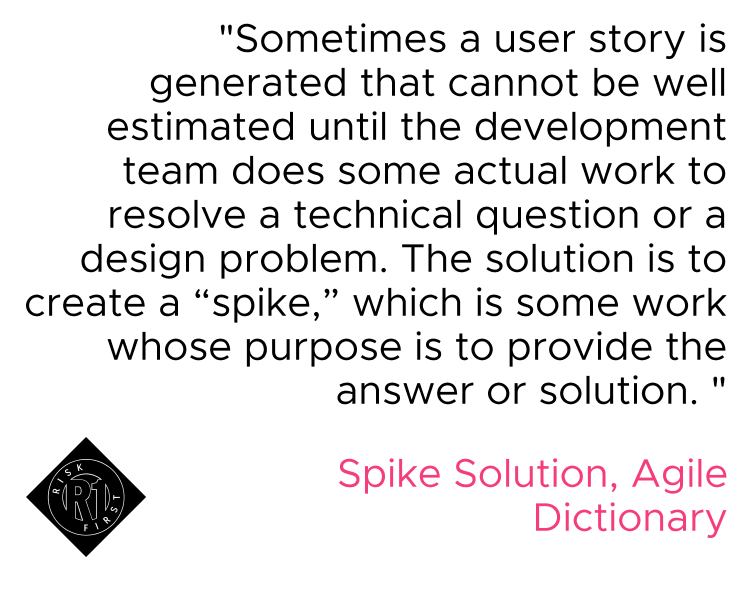 "Sometimes a user story is
generated that cannot be well
estimated until the development
team does some actual work to
resolve a technical question or a
design problem. The solution is to
create a “spike,” which is some work
whose purpose is to provide the
answer or solution. "
Spike Solution, Agile
Dictionary
RISK
R1
FIRST